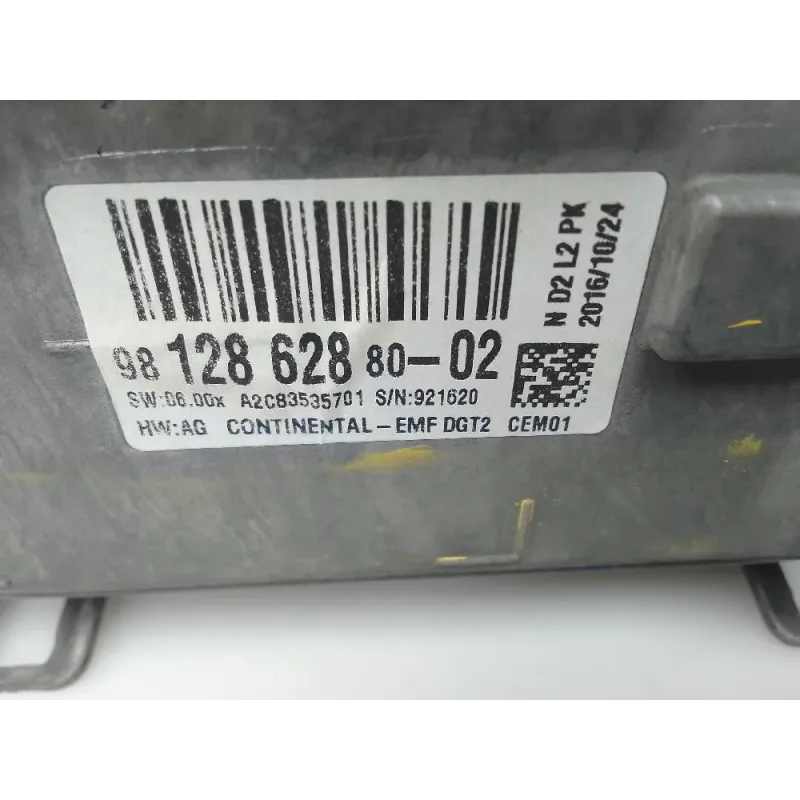 98 128 628 80-02
SW:06.00x A2C83535701 S/N:921620
HW:AG CONTINENTAL-EMF DGT2 CEM01
N D2 L2 PK
2016/10/24